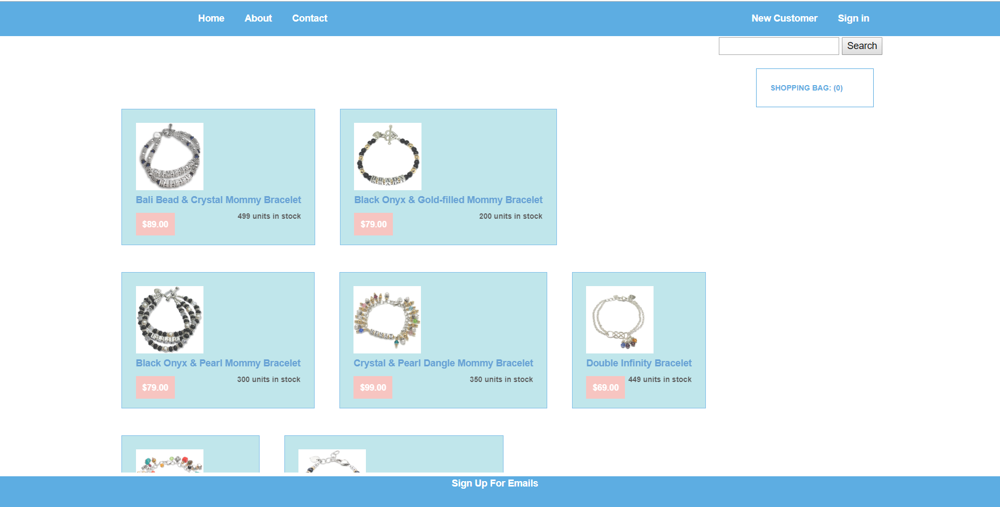 Home About Contact New Customer Sign in
Search
SHOPPING BAG: (0)
Bali Bead & Crystal Mommy Bracelet
499 units in stock
$89.00
Black Onyx & Gold-filled Mommy Bracelet
200 units in stock
$79.00
Black Onyx & Pearl Mommy Bracelet
300 units in stock
$79.00
Crystal & Pearl Dangle Mommy Bracelet
350 units in stock
$99.00
Double Infinity Bracelet
$69.00 449 units in stock
Sign Up For Emails